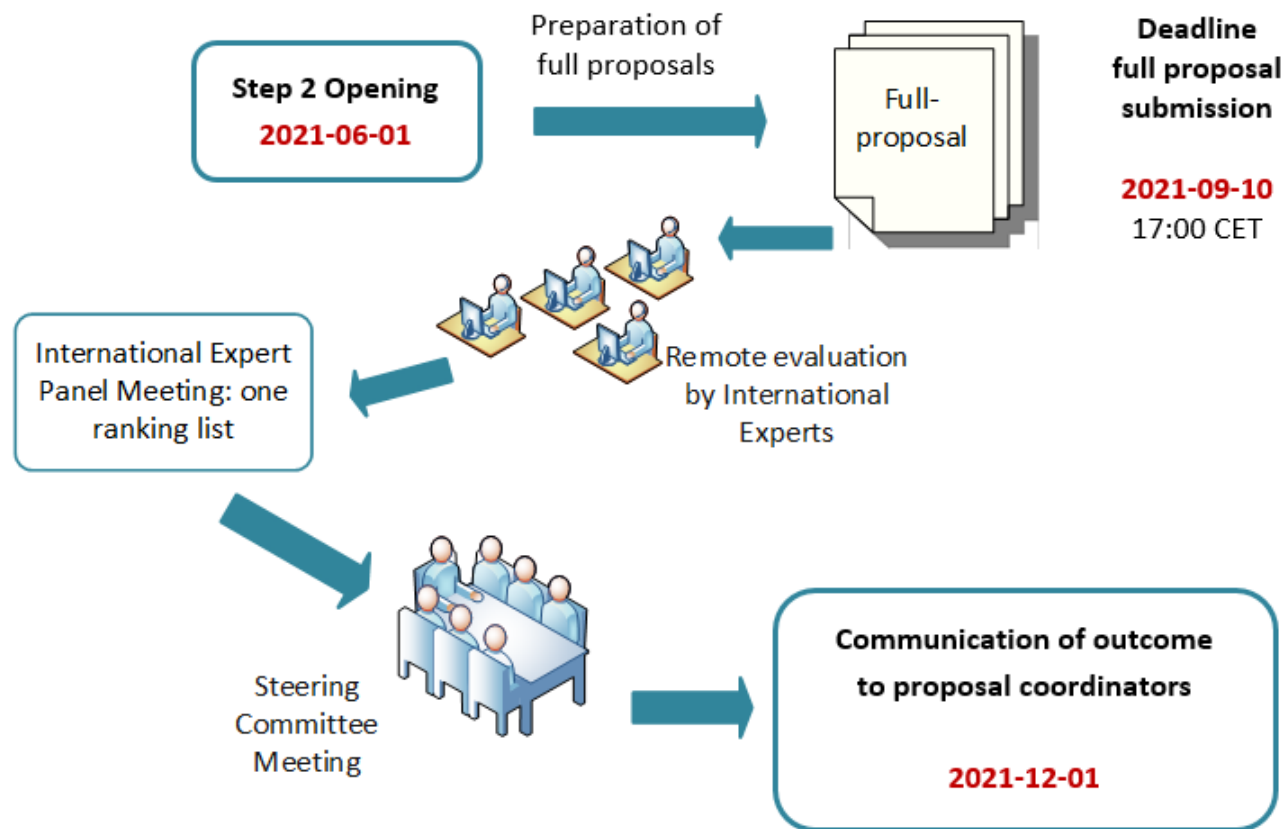 Step 2 Opening
2021-06-01
Preparation of
full proposals
Full-
proposal
Deadline
full proposal
submission
2021-09-10
17:00 CET
Remote evaluation
by International
Experts
International Expert
Panel Meeting: one
ranking list
Steering
Committee
Meeting
Communication of outcome
to proposal coordinators
2021-12-01